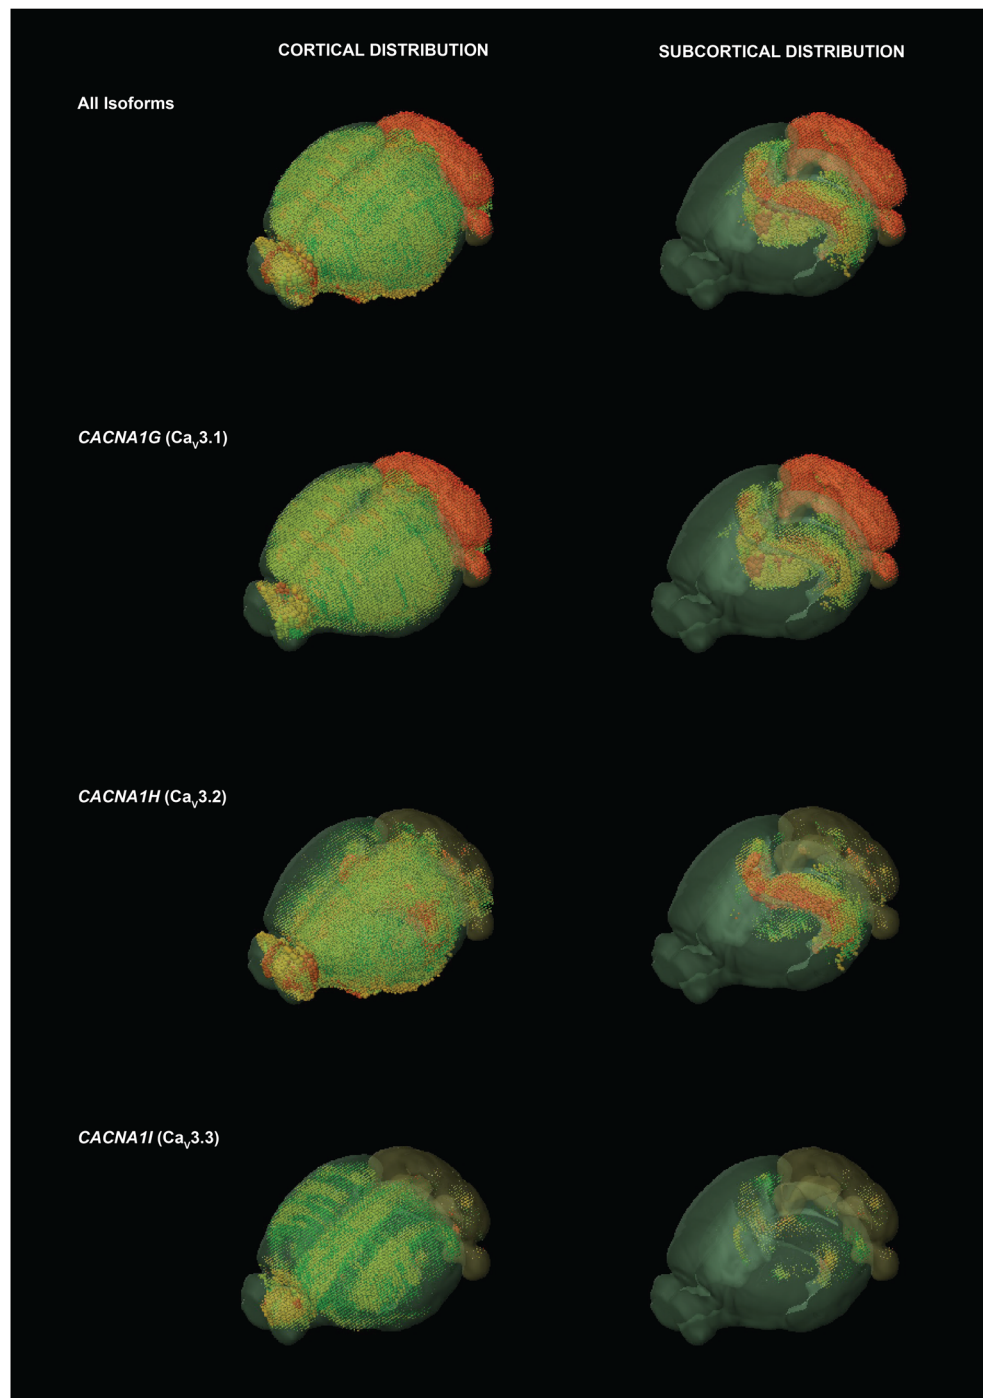 CORTICAL DISTRIBUTION
SUBCORTICAL DISTRIBUTION
All Isoforms
CACNA1G (CaV3.1)
CACNA1H (CaV3.2)
CACNA1I (CaV3.3)